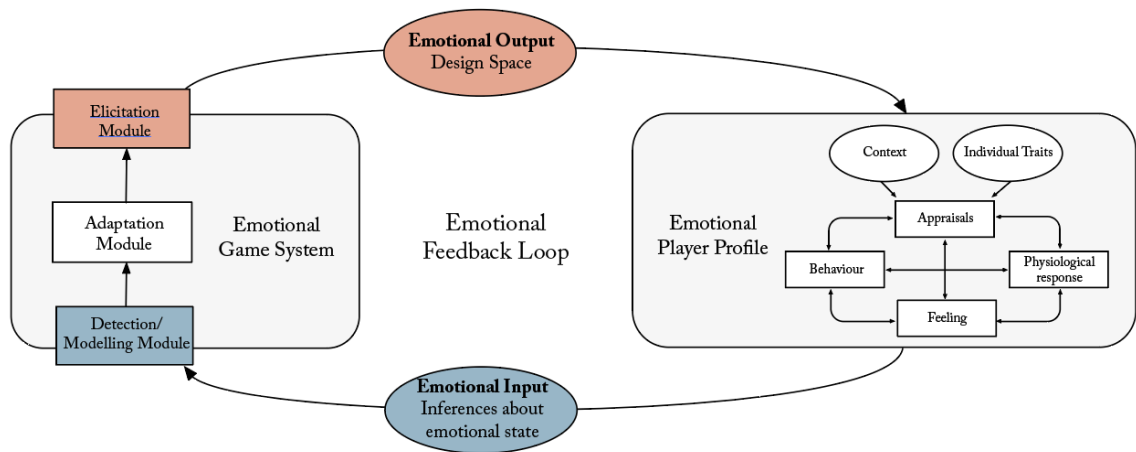 Emotional Output
Design Space
Elicitation
Module
Adaptation
Module
Detection/
Modelling Module
Emotional
Game System
Emotional
Feedback Loop
Emotional
Player Profile
Context
Individual Traits
Appraisals
Behaviour
Physiological
response
Feeling
Emotional Input
Inferences about
emotional state